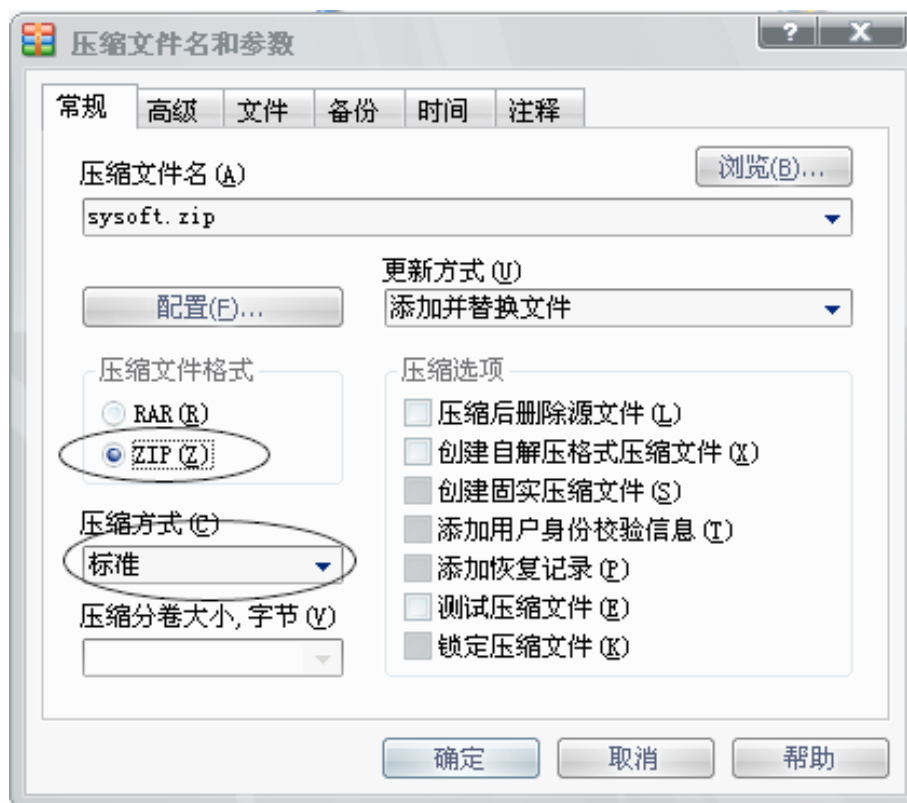 压缩文件名和参数
常规 高级 文件 备份 时间 注释
压缩文件名(A)
浏览(B)...
sysoft.zip
更新方式(U)
配置(F)...
添加并替换文件
压缩文件格式
RAR(R)
ZIP(Z)
压缩方式(C)
标准
压缩分卷大小,字节(V)
压缩选项
压缩后删除源文件(L)
创建自解压格式压缩文件(X)
创建固实压缩文件(S)
添加用户身份校验信息(T)
添加恢复记录(P)
测试压缩文件(E)
锁定压缩文件(K)
确定 取消 帮助